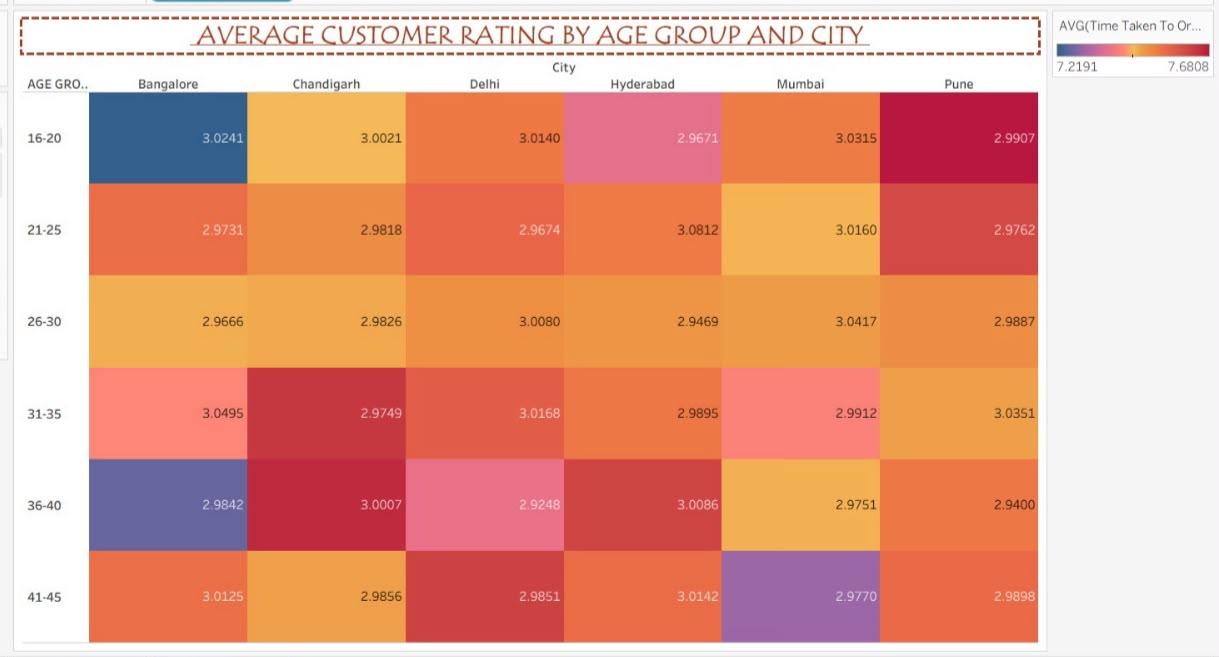 AVERAGE CUSTOMER RATING BY AGE GROUP AND CITY
AVG(Time Taken To Or...
7.2191 7.6808
City
AGE GRO.. Bangalore Chandigarh Delhi Hyderabad Mumbai Pune
16-20 3.0241 3.0021 3.0140 2.9671 3.0315 2.9907
21-25 2.9731 2.9818 2.9674 3.0812 3.0160 2.9762
26-30 2.9666 2.9826 3.0080 2.9469 3.0417 2.9887
31-35 3.0495 2.9749 3.0168 2.9895 2.9912 3.0351
36-40 2.9842 3.0007 2.9248 3.0086 2.9751 2.9400
41-45 3.0125 2.9856 2.9851 3.0142 2.9770 2.9898